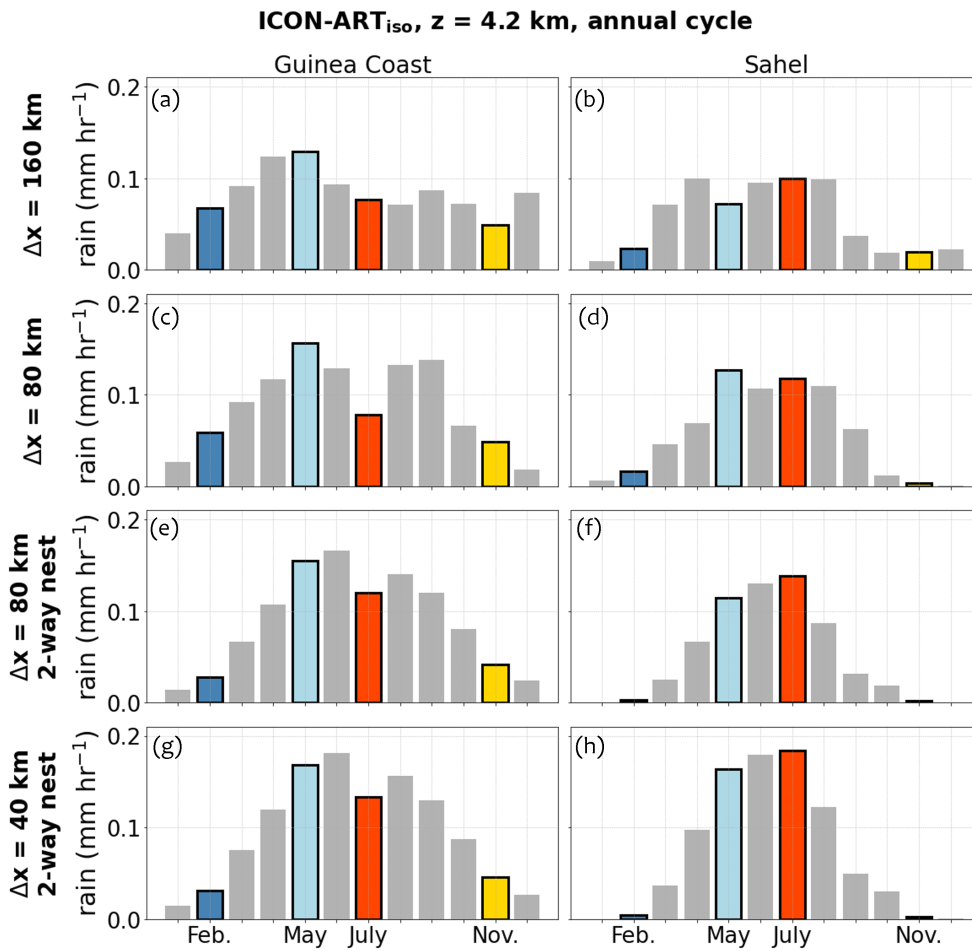 ICON-ARTiso, z = 4.2 km, annual cycle
Guinea Coast
Sahel
Δx = 160 km
rain (mm hr⁻¹)
0.2
0.1
0.0
(a)
(b)
Δx = 80 km
rain (mm hr⁻¹)
0.2
0.1
0.0
(c)
(d)
Δx = 80 km
2-way nest
rain (mm hr⁻¹)
0.2
0.1
0.0
(e)
(f)
Δx = 40 km
2-way nest
rain (mm hr⁻¹)
0.2
0.1
0.0
(g)
(h)
Feb. May July Nov.
Feb. May July Nov.